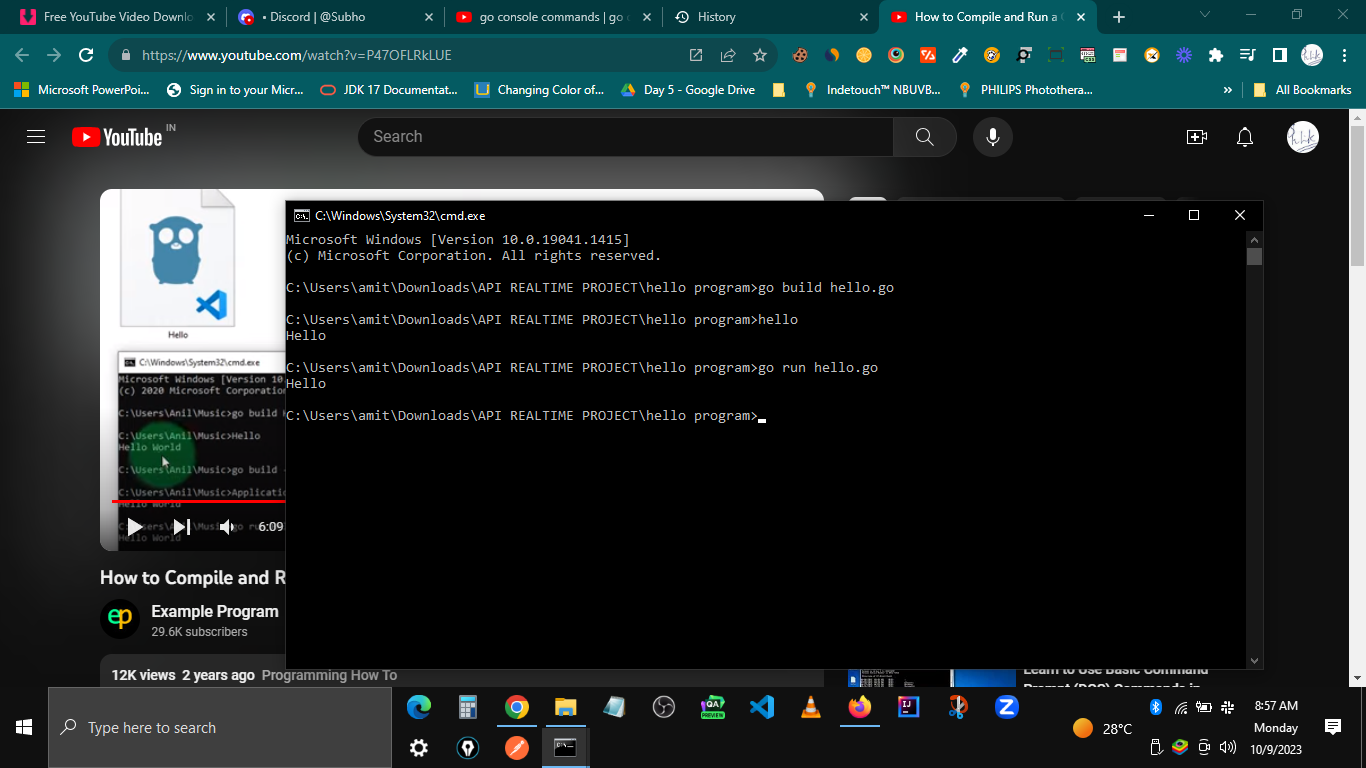 Free YouTube Video Downlo
• Discord | @Subho
go console commands | go c
History
How to Compile and Run a
https://www.youtube.com/watch?v=P47OFLRkLUE
Microsoft PowerPoi...
Sign in to your Micr...
JDK 17 Documentat...
Changing Color of...
Day 5 - Google Drive
Indetouch™ NBUVB...
PHILIPS Photothera...
»
All Bookmarks
YouTube IN
Search
Hello
C:\Windows\System32\cmd.exe
Microsoft Windows [Version 10
(c) 2020 Microsoft Corporation
C:\Users\Anil\Music>go build
C:\Users\Anil\Music>Hello
Hello World
C:\Users\Anil\Music>go build
C:\Users\Anil\Music>Applicati
Hello World
Hello World
6:09
C:\Windows\System32\cmd.exe
Microsoft Windows [Version 10.0.19041.1415]
(c) Microsoft Corporation. All rights reserved.
C:\Users\amit\Downloads\API REALTIME PROJECT\hello program>go build hello.go
C:\Users\amit\Downloads\API REALTIME PROJECT\hello program>hello
Hello
C:\Users\amit\Downloads\API REALTIME PROJECT\hello program>go run hello.go
Hello
C:\Users\amit\Downloads\API REALTIME PROJECT\hello program>
How to Compile and R
ep
Example Program
29.6K subscribers
12K views 2 years ago Programming How To
Learn to Use Basic Command
Prompt (DOS) Commands in
Type here to search
QA
PREVIEW
28°C
8:57 AM
Monday
10/9/2023